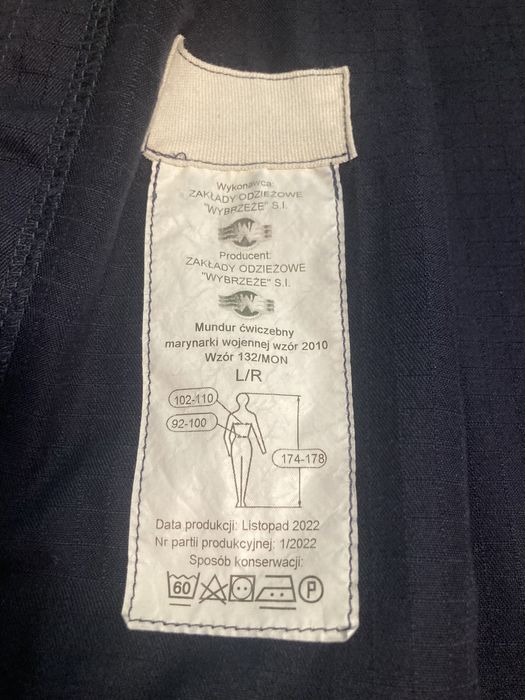 Wykonawca:
ZAKŁADY ODZIEŻOWE
"WYBRZEŻE" S.I.
W
Producent:
ZAKŁADY ODZIEŻOWE
"WYBRZEŻE" S.I.
W
Mundur ćwiczebny
marynarki wojennej wzór 2010
Wzór 132/MON
L/R
102-110
92-100
174-178
Data produkcji: Listopad 2022
Nr partii produkcyjnej: 1/2022
Sposób konserwacji:
60 P